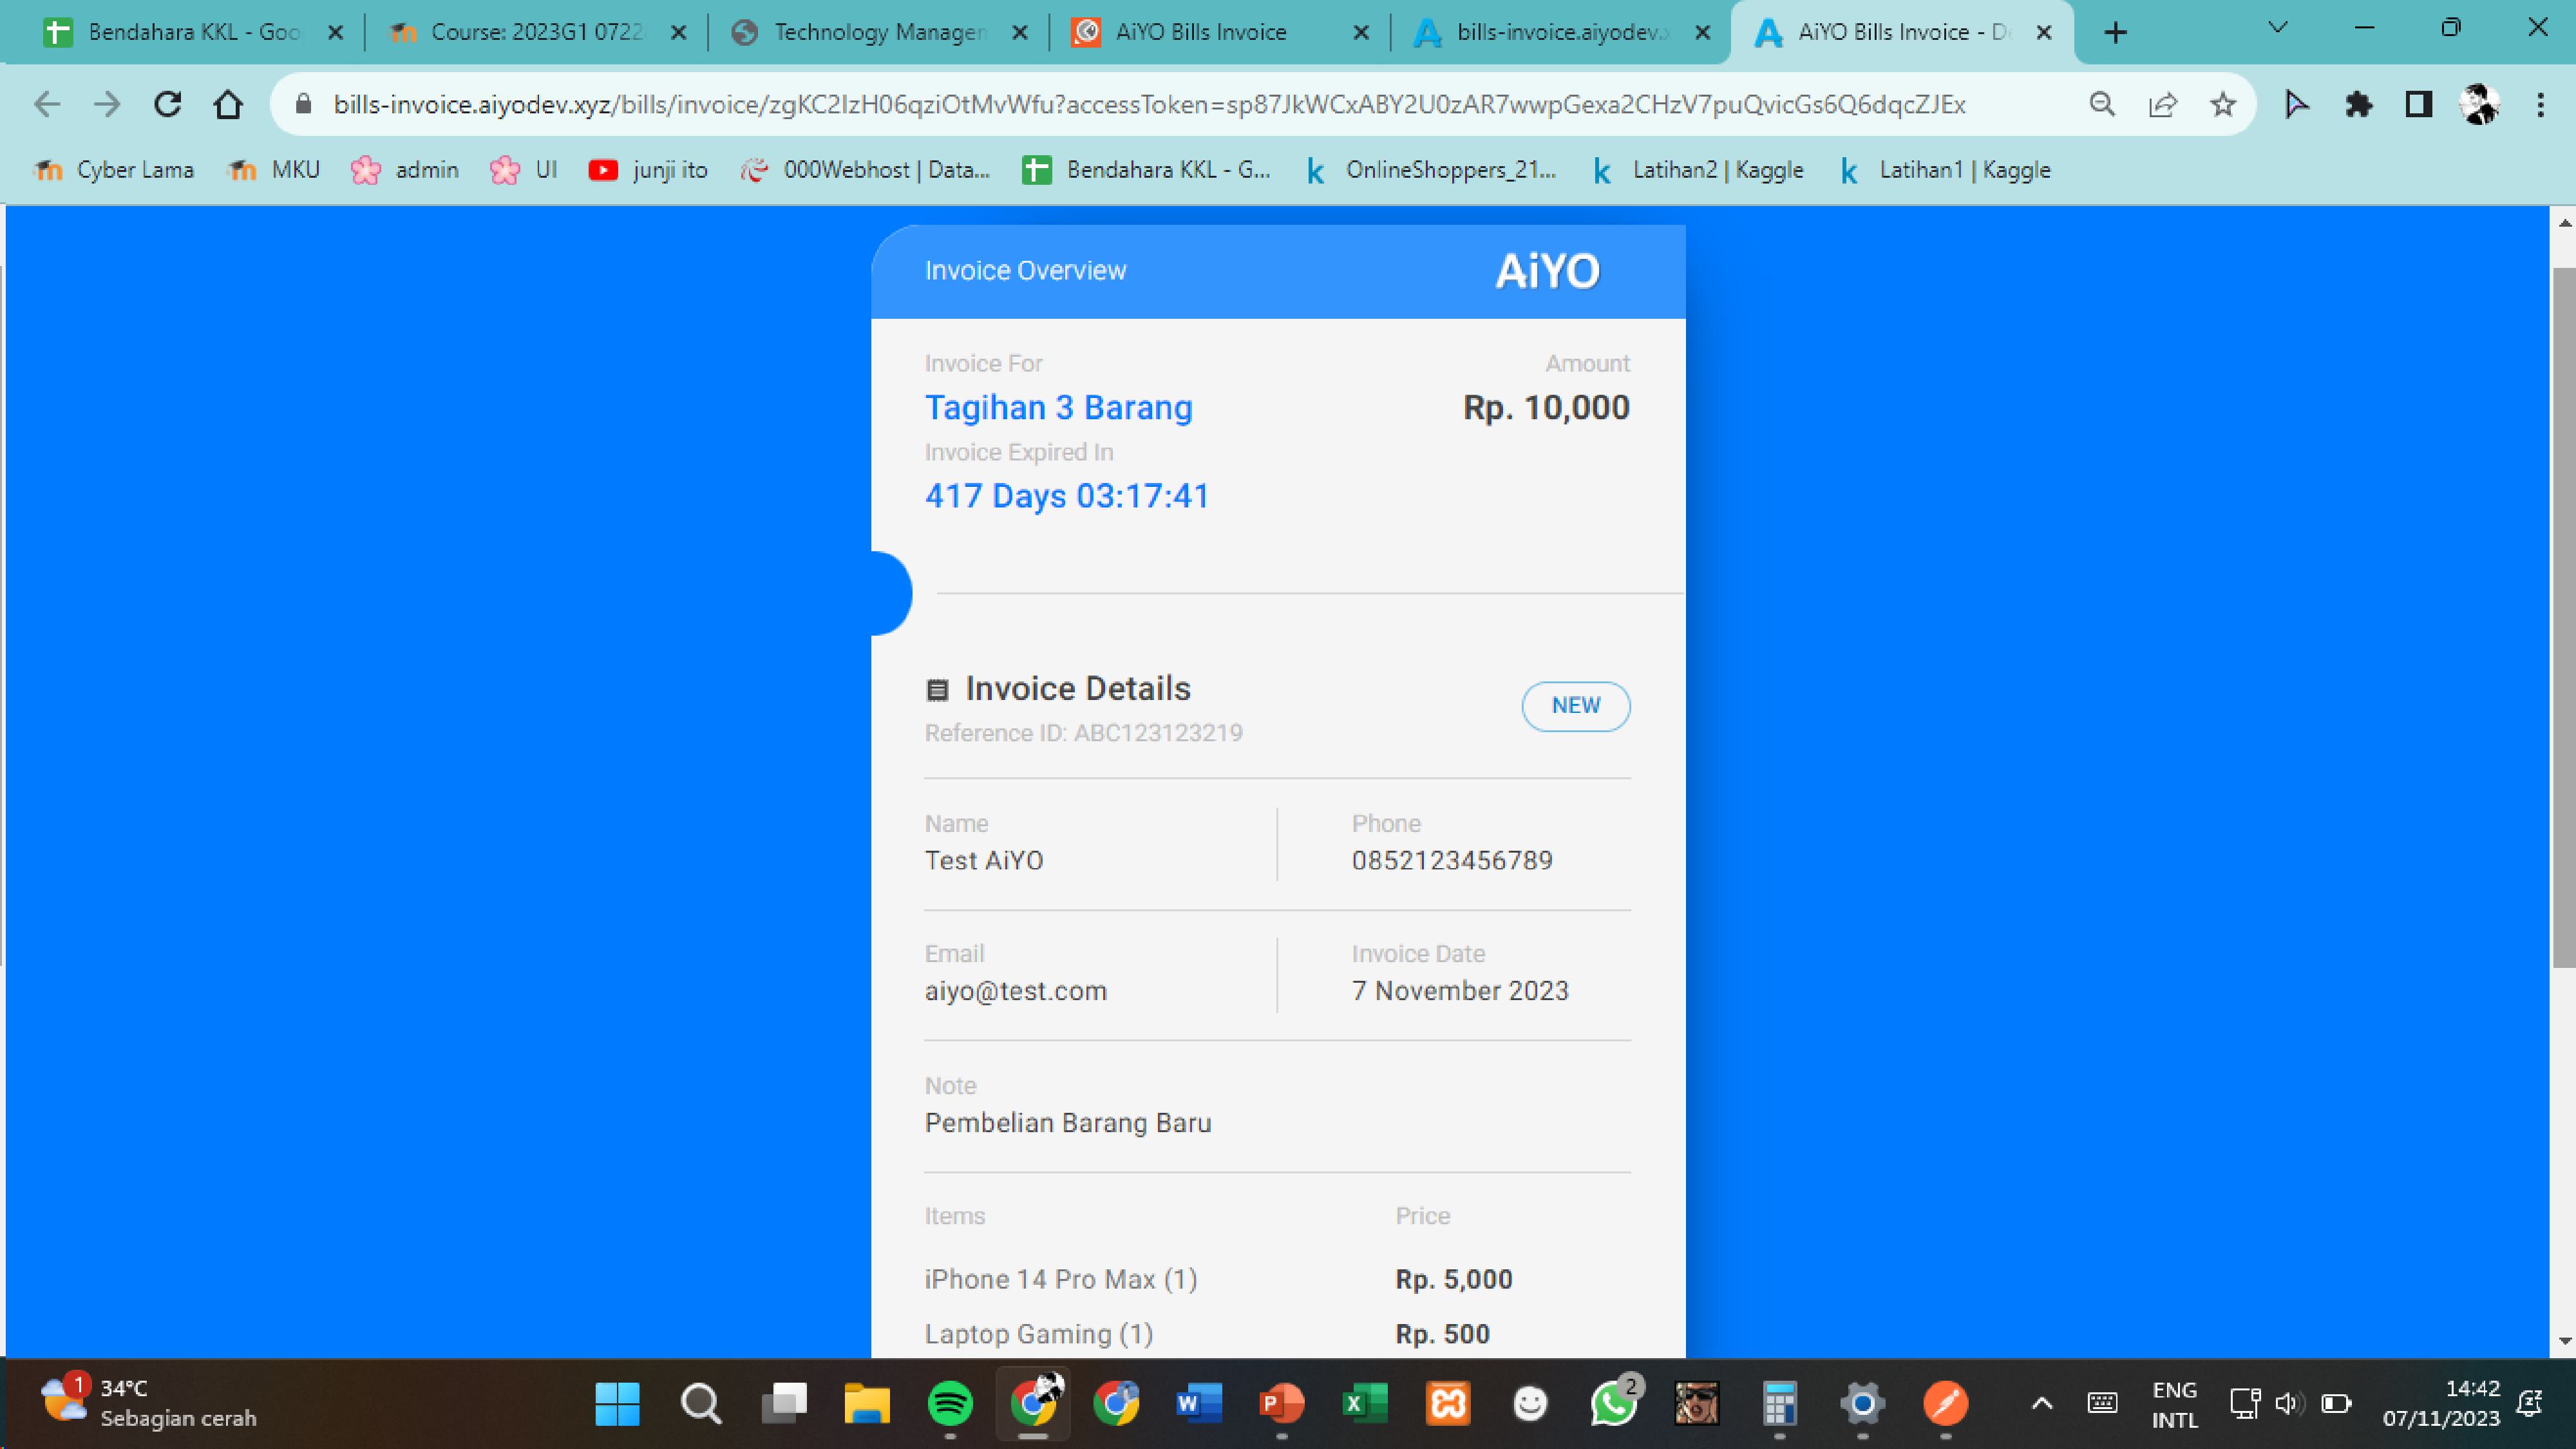 Bendahara KKL - Goo
Course: 2023G1 0722
Technology Managem
AiYO Bills Invoice
bills-invoice.aiyodev.x
AiYO Bills Invoice - De
bills-invoice.aiyodev.xyz/bills/invoice/zgKC2IzH06qziOtMvWfu?accessToken=sp87JkWCxABY2U0zAR7wwpGexa2CHzV7puQvicGs6Q6dqcZJEx
Cyber Lama
MKU
admin
UI
junji ito
000Webhost | Data...
Bendahara KKL - G...
OnlineShoppers_21...
Latihan2 | Kaggle
Latihan1 | Kaggle
Invoice Overview
AiYO
Invoice For
Amount
Tagihan 3 Barang
Rp. 10,000
Invoice Expired In
417 Days 03:17:41
Invoice Details
NEW
Reference ID: ABC123123219
Name
Phone
Test AiYO
0852123456789
Email
Invoice Date
aiyo@test.com
7 November 2023
Note
Pembelian Barang Baru
Items
Price
iPhone 14 Pro Max (1)
Rp. 5,000
Laptop Gaming (1)
Rp. 500
1
34°C
Sebagian cerah
2
ENG
INTL
14:42
07/11/2023